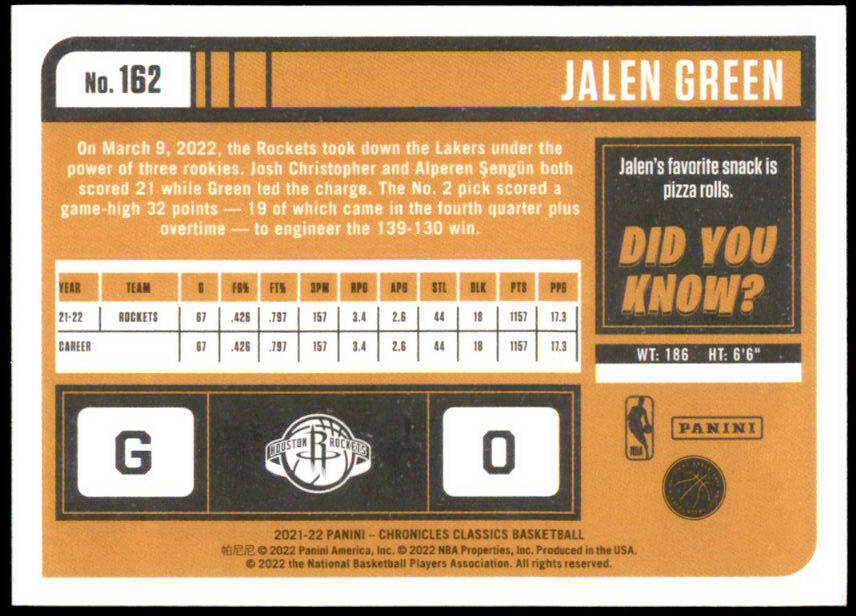 No. 162
JALEN GREEN
On March 9, 2022, the Rockets took down the Lakers under the
power of three rookies. Josh Christopher and Alperen Şengün both
scored 21 while Green led the charge. The No. 2 pick scored a
game-high 32 points — 19 of which came in the fourth quarter plus
overtime — to engineer the 139-130 win.
Jalen's favorite snack is
pizza rolls.
DID YOU
KNOW?
YEAR TEAM G FG% FT% 3PM RPG APG STL BLK PTS PPG
21-22 ROCKETS 67 .426 .797 157 3.4 2.6 44 18 1157 17.3
CAREER 67 .426 .797 157 3.4 2.6 44 18 1157 17.3
WT: 186 HT: 6'6"
G
HOUSTON R ROCKETS
0
NBA
PANINI
2021-22 PANINI – CHRONICLES CLASSICS BASKETBALL
帕尼尼 © 2022 Panini America, Inc. © 2022 NBA Properties, Inc. Produced in the USA.
© 2022 the National Basketball Players Association. All rights reserved.